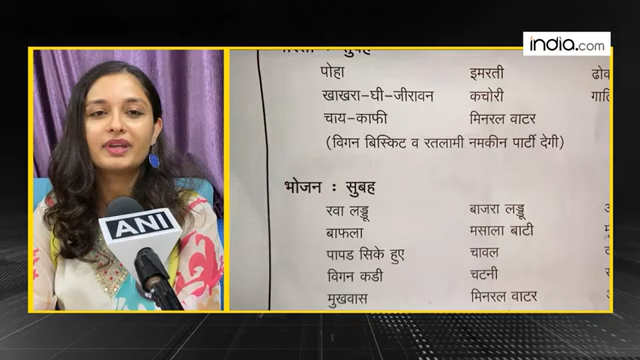 india.com
नाश्ता : सुबह
पोहा इमरती
खाखरा-घी-जीरावन कचोरी
चाय-काफी मिनरल वाटर
(विगन बिस्किट व रतलामी नमकीन पार्टी देगी)
भोजन : सुबह
रवा लड्डू बाजरा लड्डू
बाफला मसाला बाटी
पापड सिके हुए चावल
विगन कडी चटनी
मुखवास मिनरल वाटर
ANI